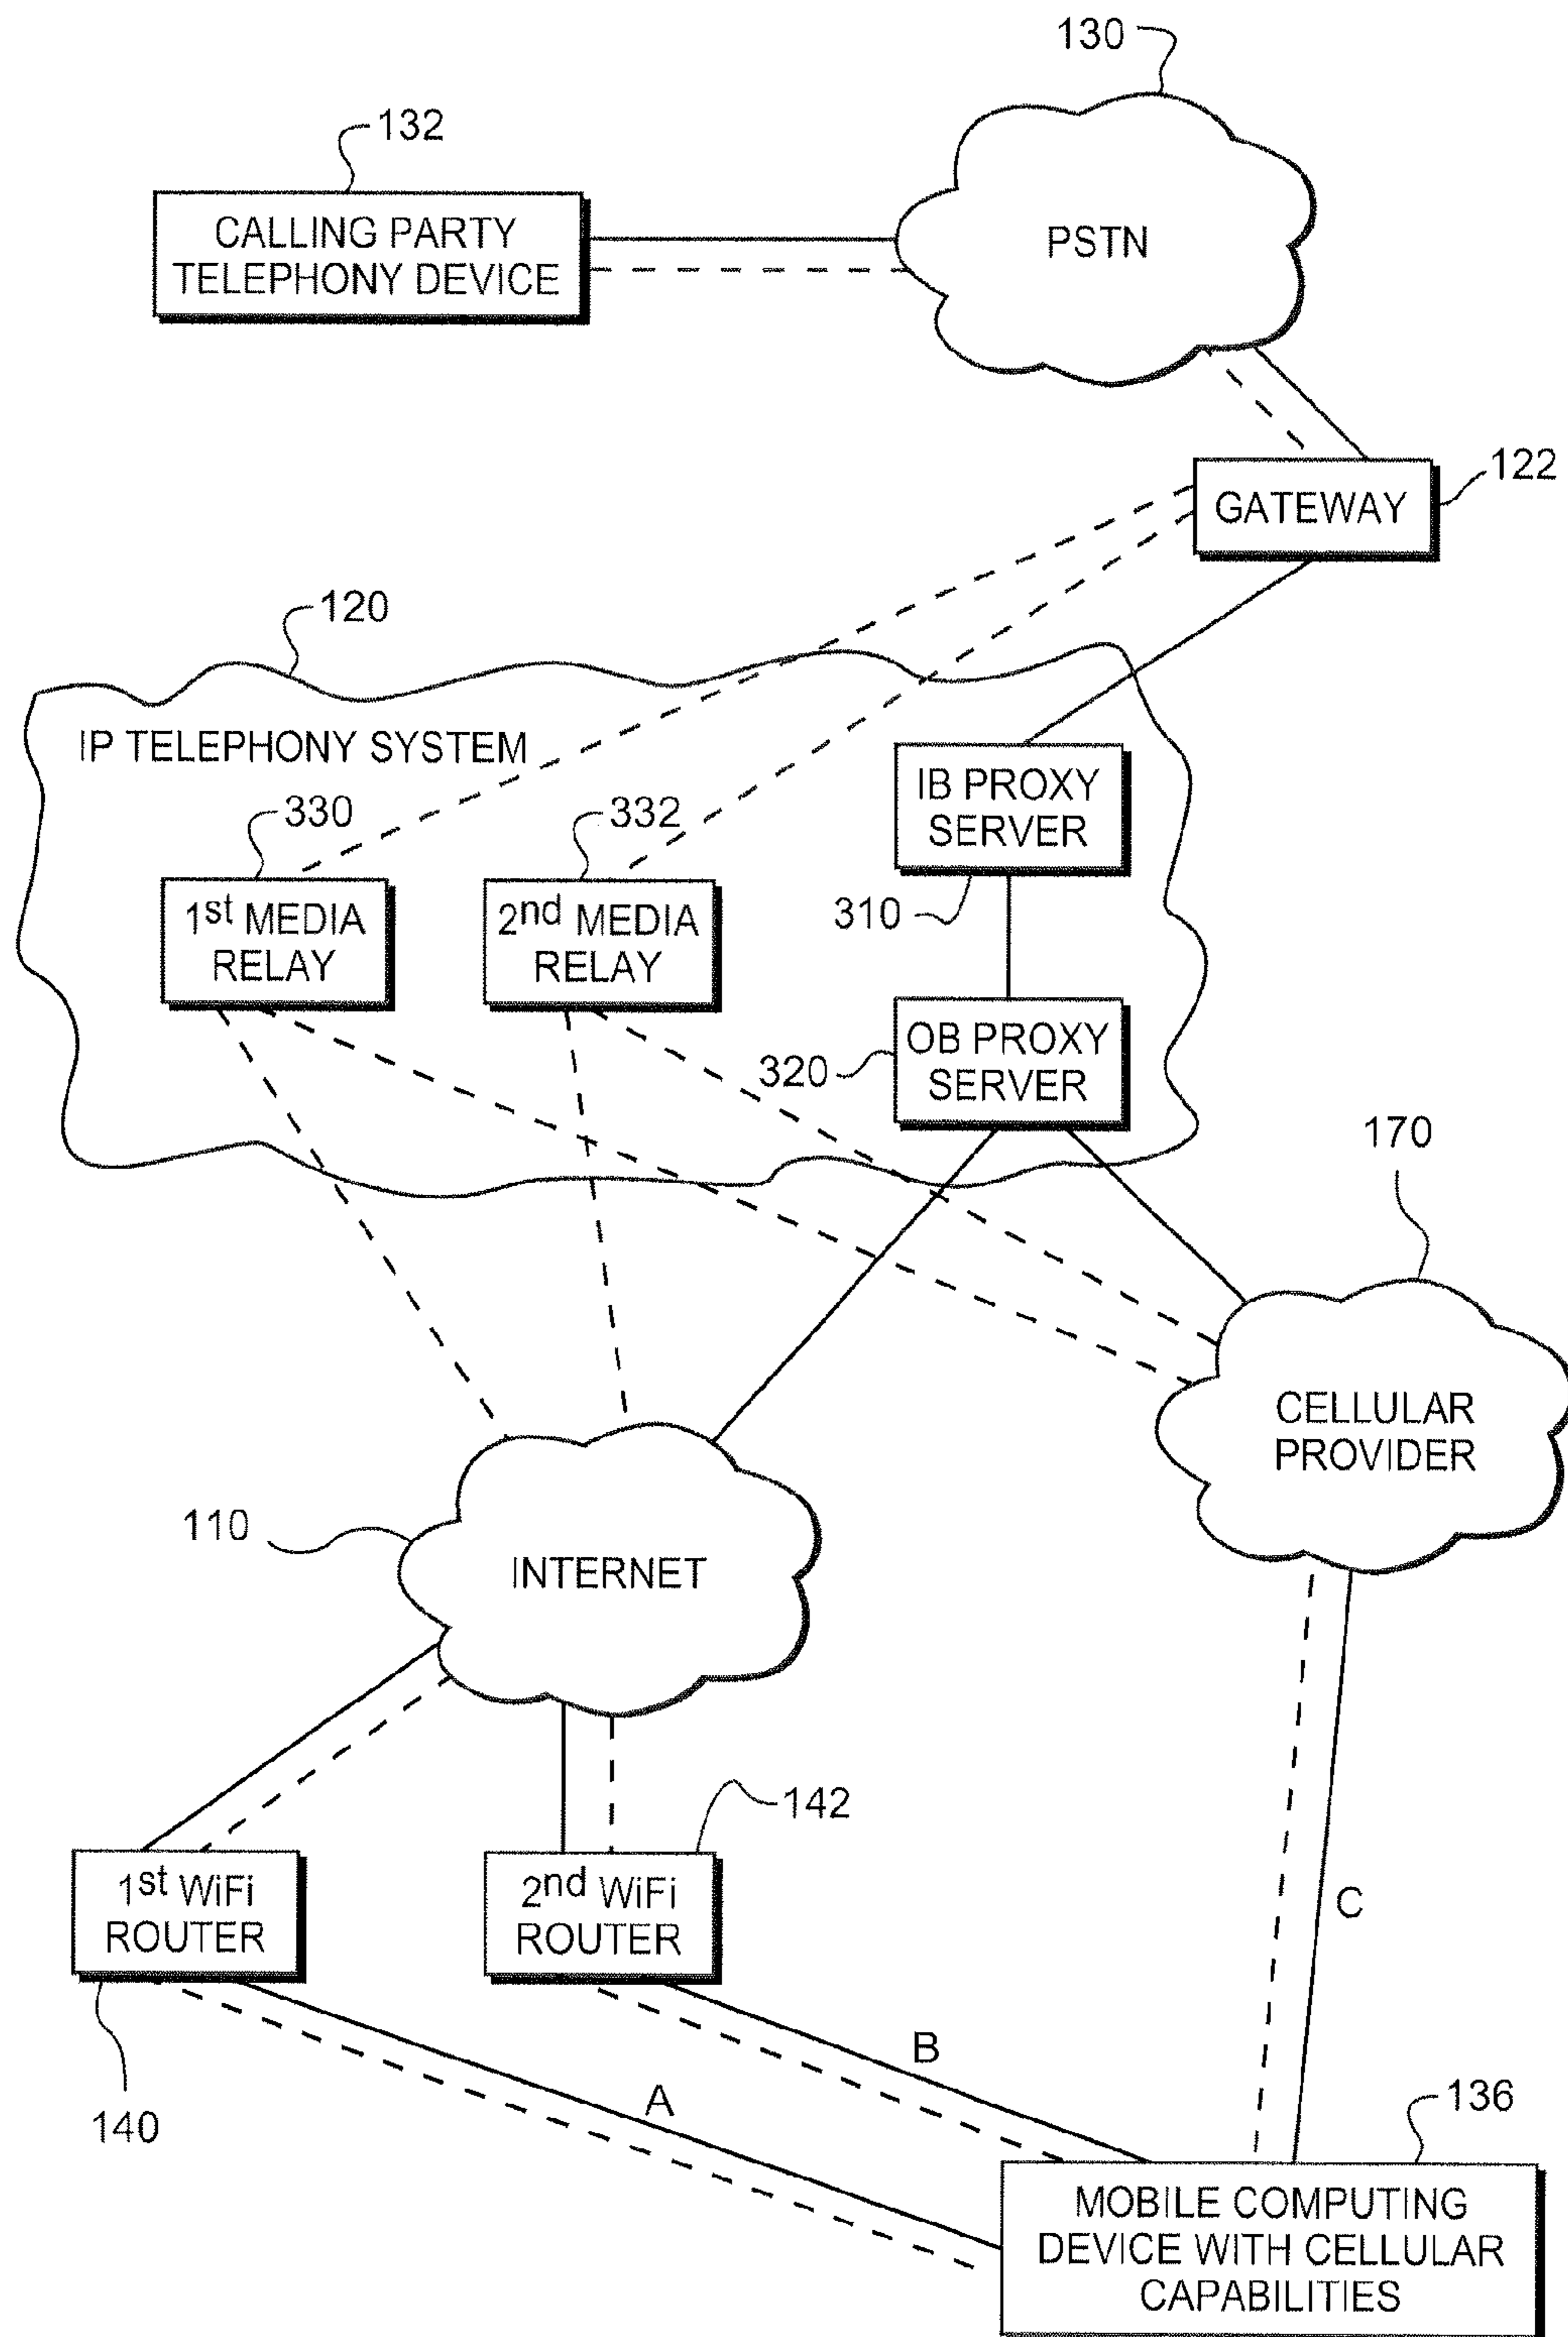 130
132
CALLING PARTY
TELEPHONY DEVICE
PSTN
122
GATEWAY
120
IP TELEPHONY SYSTEM
330
332
IB PROXY
SERVER
310
1st MEDIA
RELAY
2nd MEDIA
RELAY
OB PROXY
SERVER
320
170
CELLULAR
PROVIDER
110
INTERNET
142
1st WiFi
ROUTER
2nd WiFi
ROUTER
C
B
A
140
136
MOBILE COMPUTING
DEVICE WITH CELLULAR
CAPABILITIES